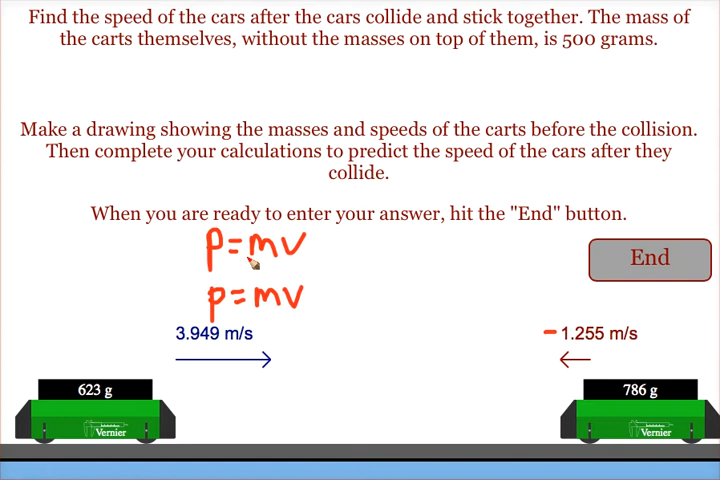 Find the speed of the cars after the cars collide and stick together. The mass of
the carts themselves, without the masses on top of them, is 500 grams.
Make a drawing showing the masses and speeds of the carts before the collision.
Then complete your calculations to predict the speed of the cars after they
collide.
When you are ready to enter your answer, hit the "End" button.
p=mv
End
p=mv
3.949 m/s
-1.255 m/s
623 g
786 g
Vernier
Vernier